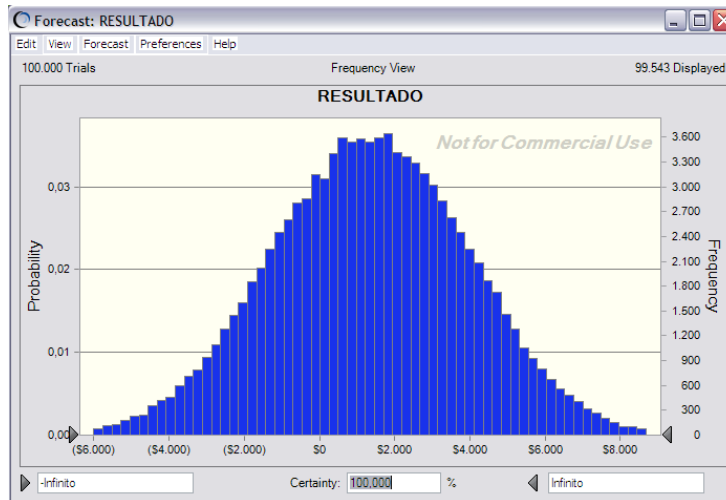 Forecast: RESULTADO
Edit View Forecast Preferences Help
100.000 Trials Frequency View 99.543 Displayed
RESULTADO
Not for Commercial Use
Probability
0,03
0,02
0,01
0,00
3.600
3.300
3.000
2.700
2.400
2.100
1.800
1.500
1.200
900
600
300
0
Frequency
($6.000) ($4.000) ($2.000) $0 $2.000 $4.000 $6.000 $8.000
-Infinito Certainty: 100,000 % Infinito